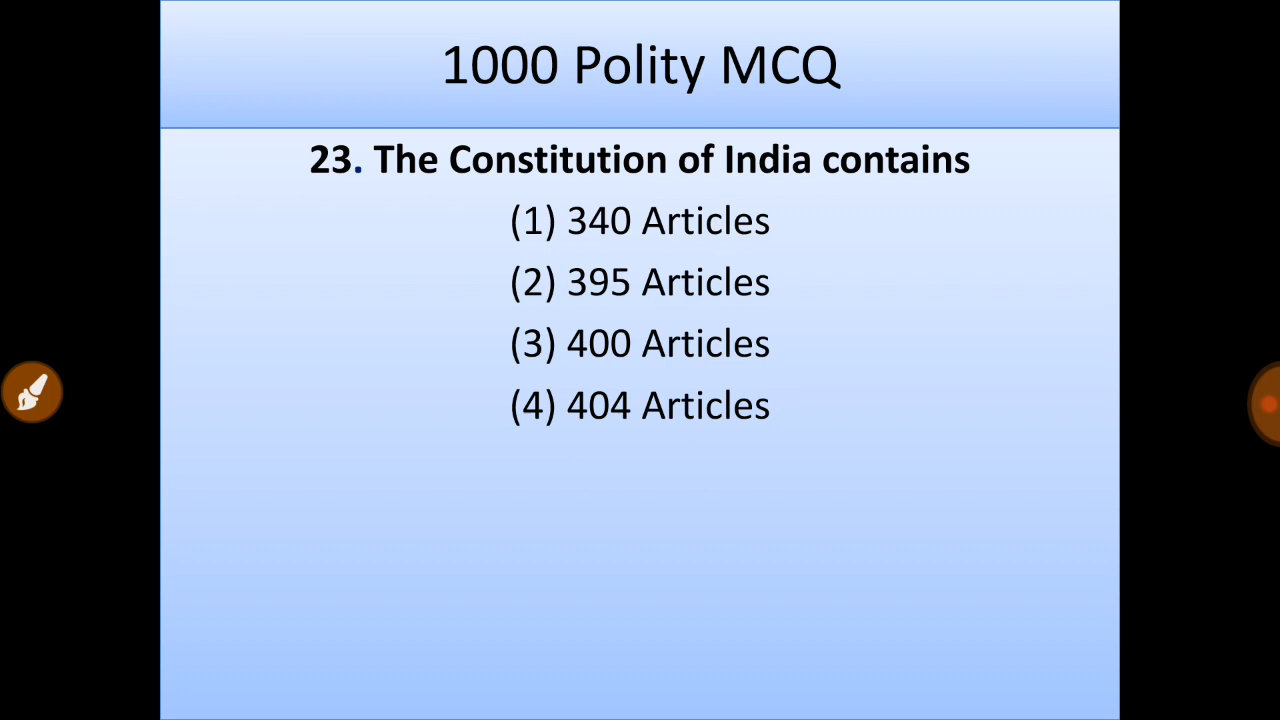 1000 Polity MCQ
23. The Constitution of India contains
(1) 340 Articles
(2) 395 Articles
(3) 400 Articles
(4) 404 Articles